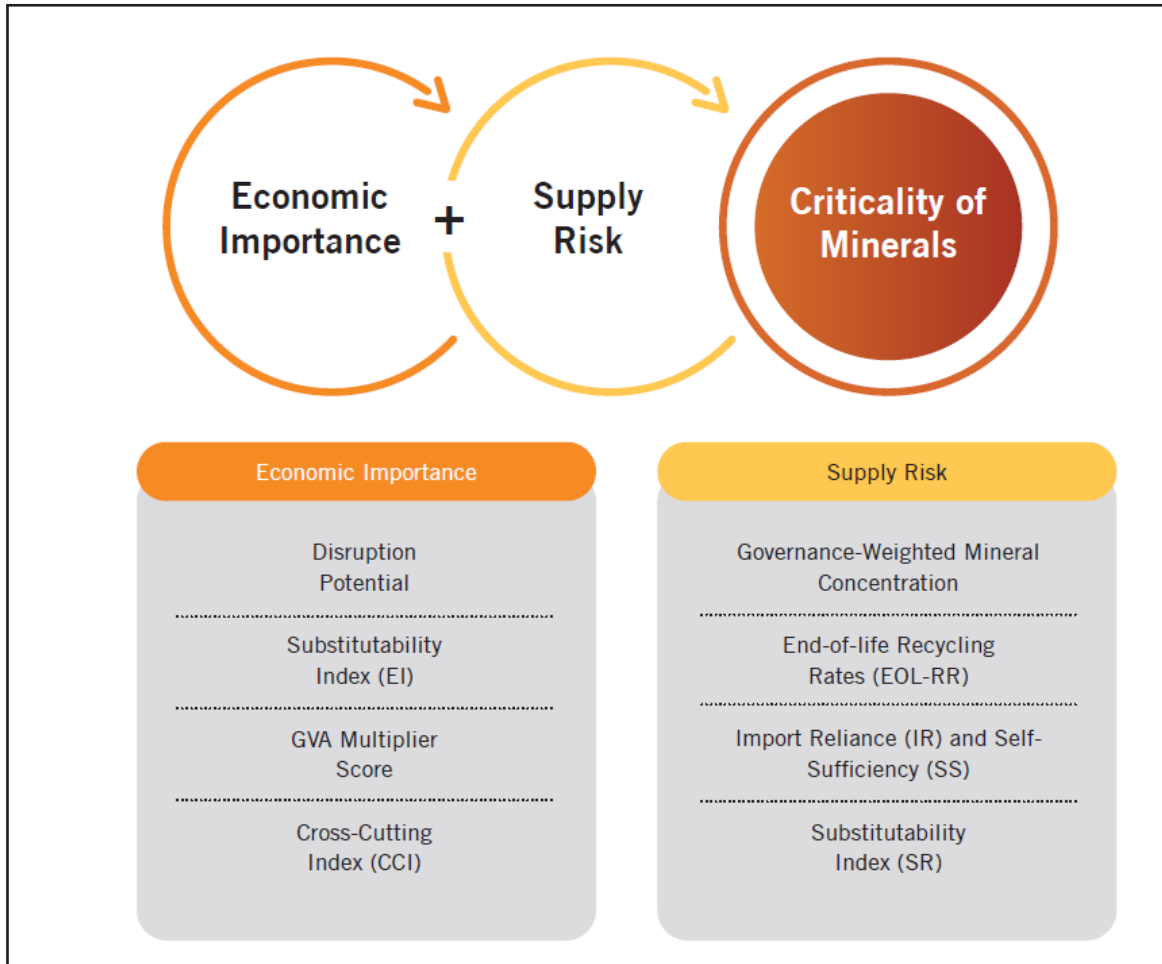 Economic
Importance
+
Supply
Risk
Criticality of
Minerals
Economic Importance
Disruption
Potential
Substitutability
Index (EI)
GVA Multiplier
Score
Cross-Cutting
Index (CCI)
Supply Risk
Governance-Weighted Mineral
Concentration
End-of-life Recycling
Rates (EOL-RR)
Import Reliance (IR) and Self-
Sufficiency (SS)
Substitutability
Index (SR)